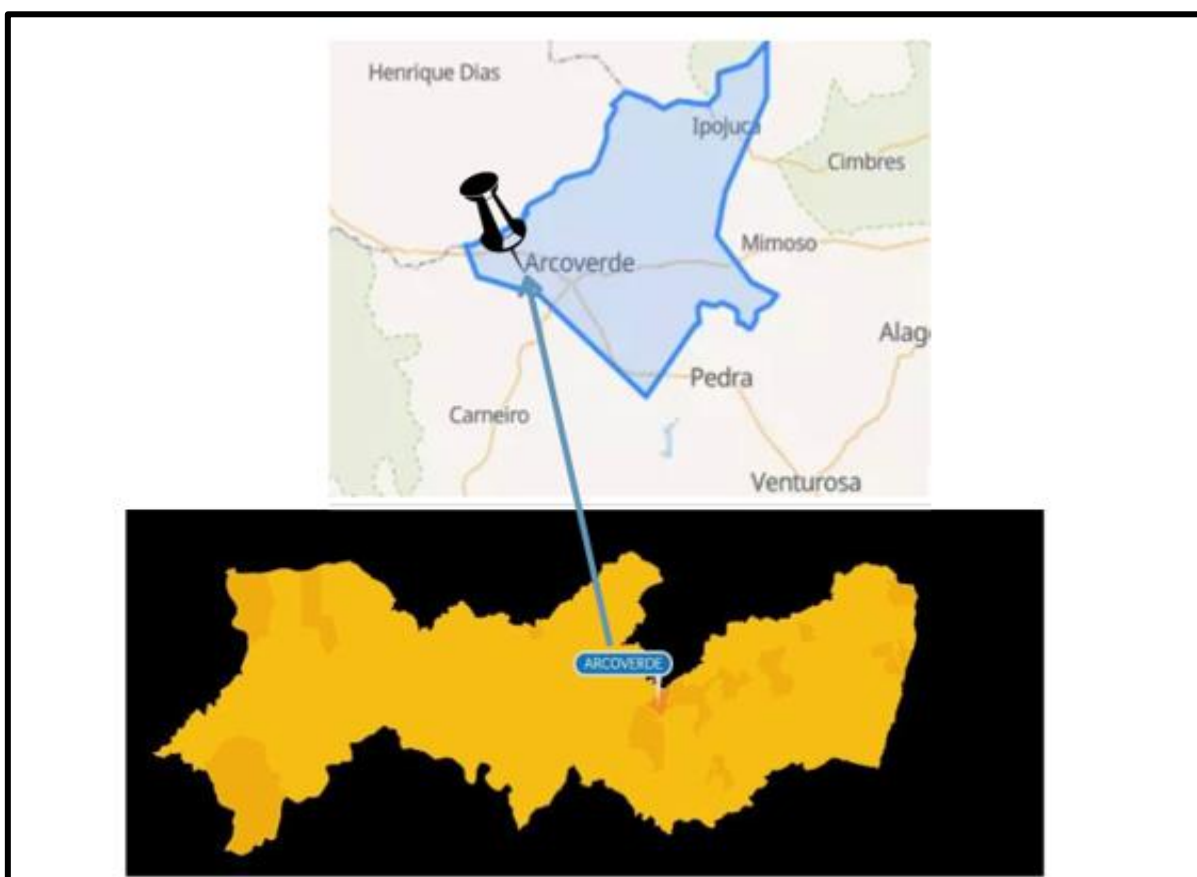 Henrique Dias
Ipojuca
Cimbres
Mimoso
Arcoverde
Alag
Pedra
Carneiro
Venturosa
ARCOVERDE